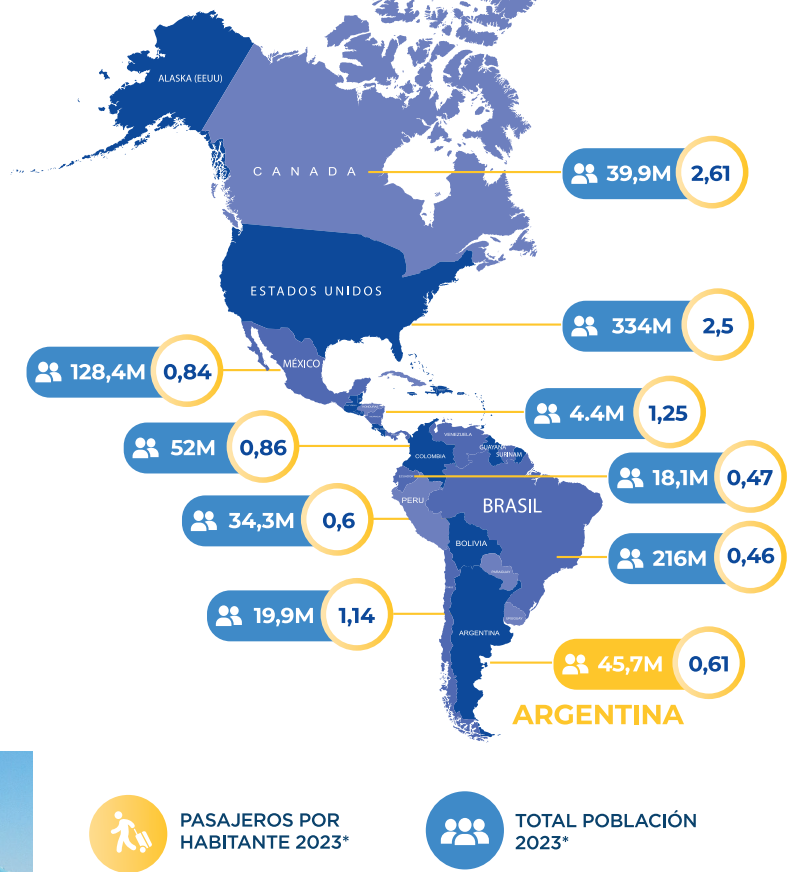 ALASKA (EEUU)
CANADA
39,9M 2,61
ESTADOS UNIDOS
334M 2,5
MÉXICO
128,4M 0,84
4.4M 1,25
52M 0,86
VENEZUELA
GUAYANA
SURINAM
COLOMBIA
18,1M 0,47
PERU
BRASIL
34,3M 0,6
BOLIVIA
216M 0,46
PARAGUAY
19,9M 1,14
URUGUAY
ARGENTINA
45,7M 0,61
ARGENTINA
PASAJEROS POR
HABITANTE 2023*
TOTAL POBLACIÓN
2023*